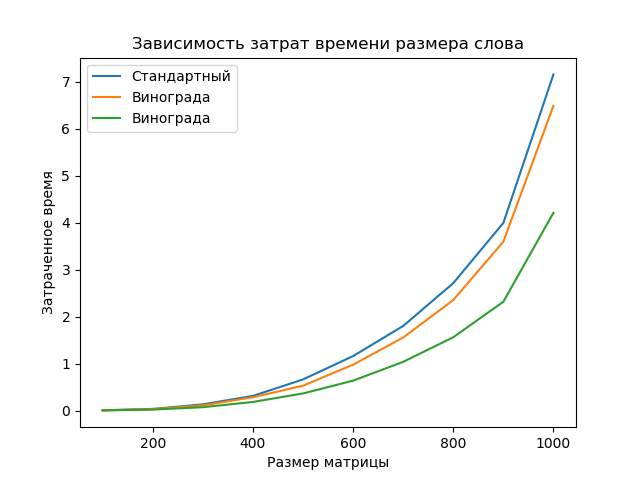 Зависимость затрат времени размера слова
Стандартный
Винограда
Винограда
7
6
5
4
3
2
1
0
Затраченное время
200
400
600
800
1000
Размер матрицы